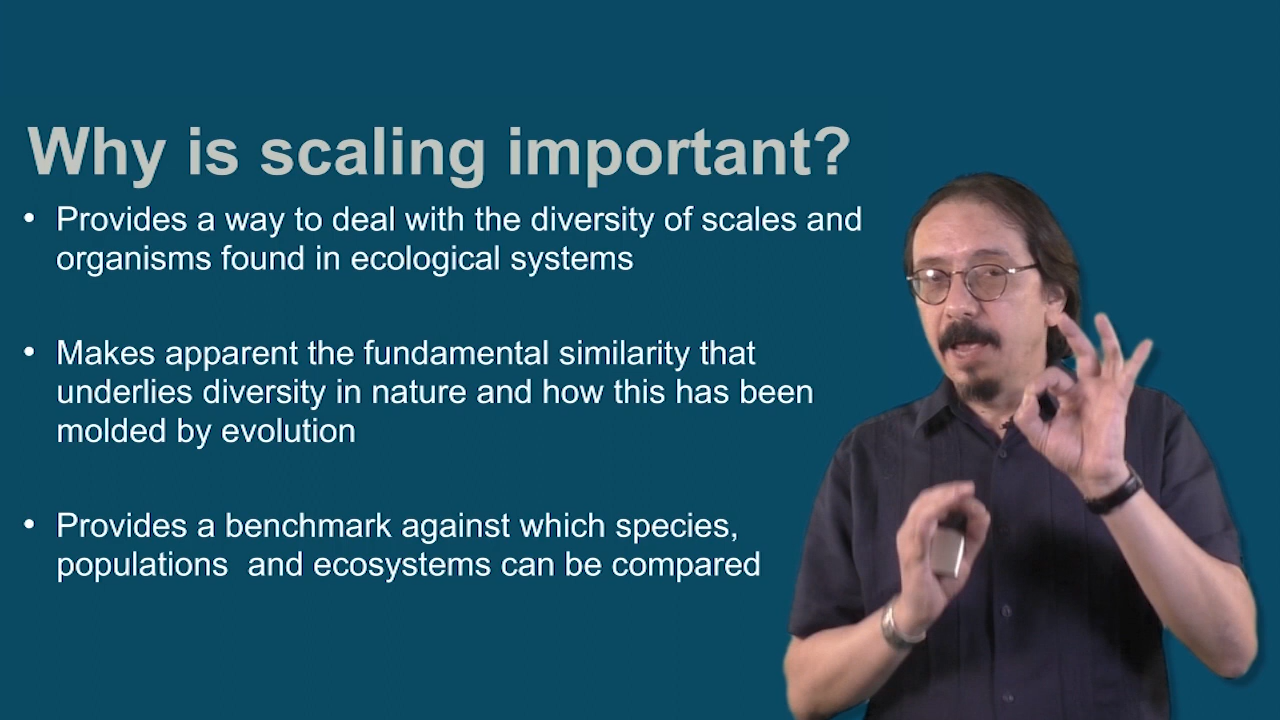 Why is scaling important?
• Provides a way to deal with the diversity of scales and
organisms found in ecological systems
• Makes apparent the fundamental similarity that
underlies diversity in nature and how this has been
molded by evolution
• Provides a benchmark against which species,
populations  and ecosystems can be compared